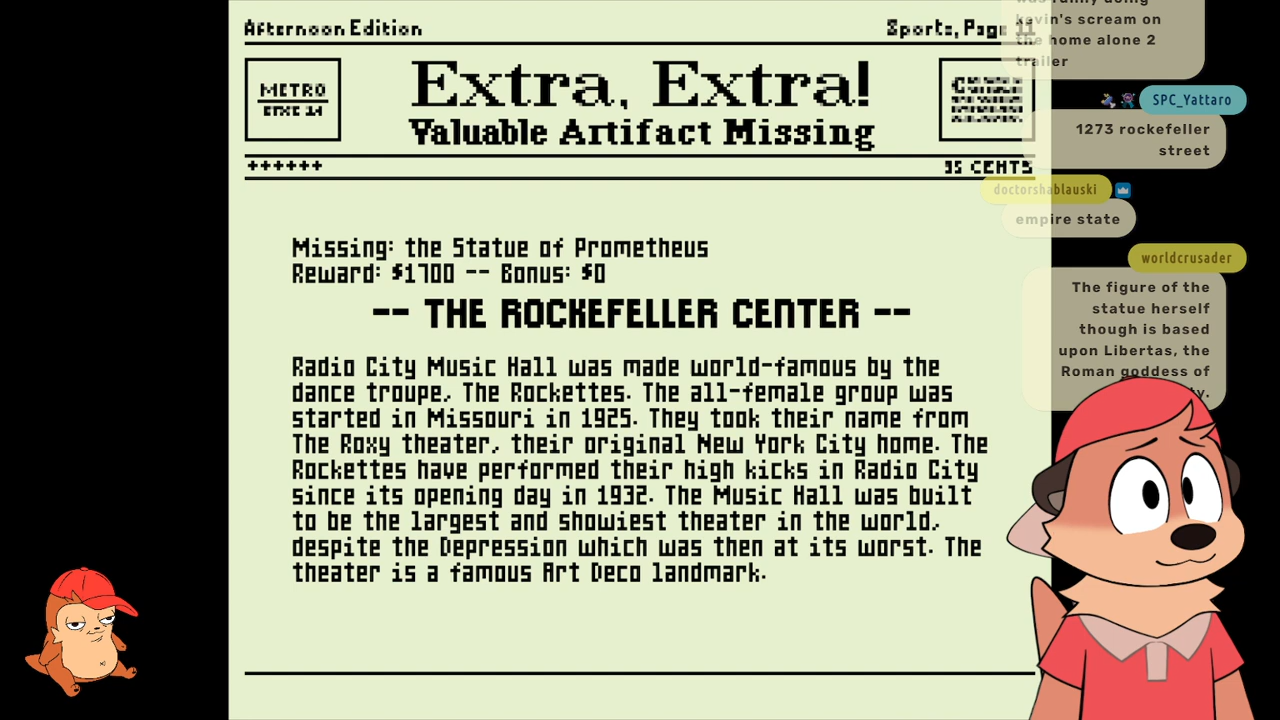 Afternoon Edition
Sports, Page 11
METRO
Extra, Extra!
Valuable Artifact Missing
++++++
35 CENTS
Missing: the Statue of Prometheus
Reward: $1700 -- Bonus: $0
-- THE ROCKEFELLER CENTER --
Radio City Music Hall was made world-famous by the
dance troupe, The Rockettes. The all-female group was
started in Missouri in 1925. They took their name from
The Roxy theater, their original New York City home. The
Rockettes have performed their high kicks in Radio City
since its opening day in 1932. The Music Hall was built
to be the largest and showiest theater in the world,
despite the Depression which was then at its worst. The
theater is a famous Art Deco landmark.
was funny doing
kevin's scream on
the home alone 2
trailer
SPC_Yattaro
1273 rockefeller
street
doctorshablauski
empire state
worldcrusader
The figure of the
statue herself
though is based
upon Libertas, the
Roman goddess of